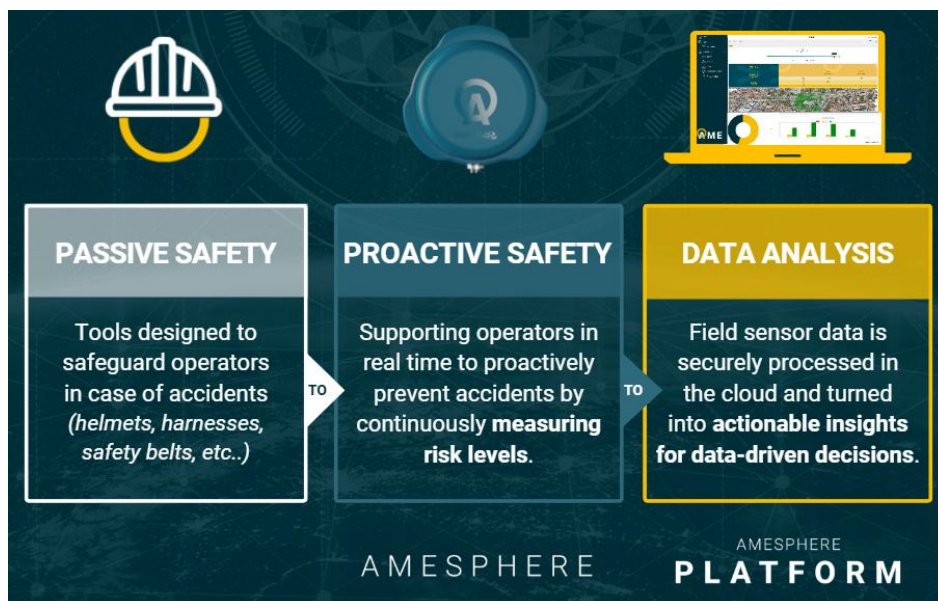 AME
PASSIVE SAFETY
Tools designed to
safeguard operators
in case of accidents
(helmets, harnesses,
safety belts, etc..)
TO
PROACTIVE SAFETY
Supporting operators in
real time to proactively
prevent accidents by
continuously measuring
risk levels.
TO
DATA ANALYSIS
Field sensor data is
securely processed in
the cloud and turned
into actionable insights
for data-driven decisions.
AMESPHERE
AMESPHERE
PLATFORM